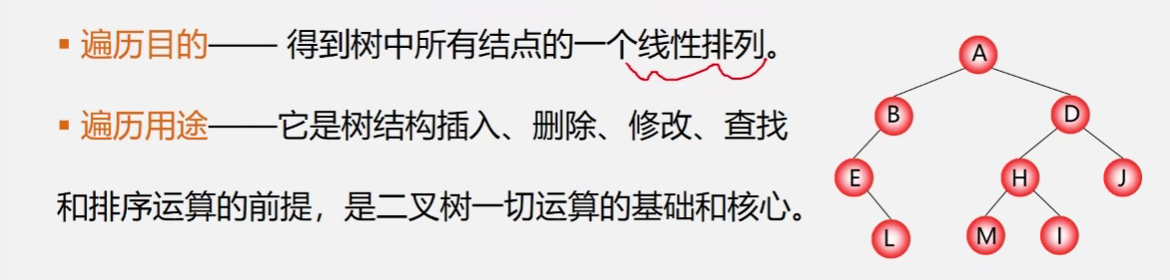 ▪ 遍历目的—— 得到树中所有结点的一个线性排列。
▪ 遍历用途——它是树结构插入、删除、修改、查找
和排序运算的前提，是二叉树一切运算的基础和核心。
A
B D
E H J
L M I